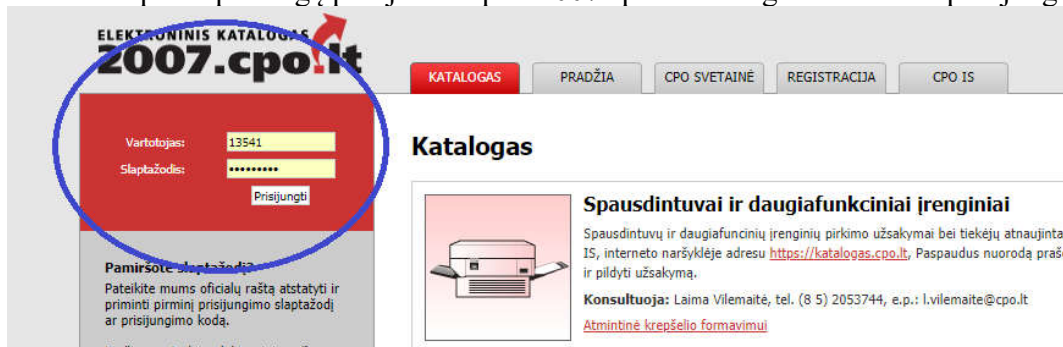 ELEKTRONINIS KATALOGAS
2007.cpo.lt
KATALOGAS
PRADŽIA
CPO SVETAINĖ
REGISTRACIJA
CPO IS
Vartotojas: 13541
Slaptažodis: •••••••••
Prisijungti
Pamiršote slaptažodį?
Pateikite mums oficialų raštą atstatyti ir
priminti pirminį prisijungimo slaptažodį
ar prisijungimo kodą.
Katalogas
Spausdintuvai ir daugiafunkciniai įrenginiai
Spausdintuvų ir daugiafuncinių įrenginių pirkimo užsakymai bei tiekėjų atnaujinta
IS, interneto naršyklėje adresu https://katalogas.cpo.lt, Paspaudus nuorodą praše
ir pildyti užsakymą.
Konsultuoja: Laima Vilemaitė, tel. (8 5) 2053744, e.p.: l.vilemaite@cpo.lt
Atmintinė krepšelio formavimui